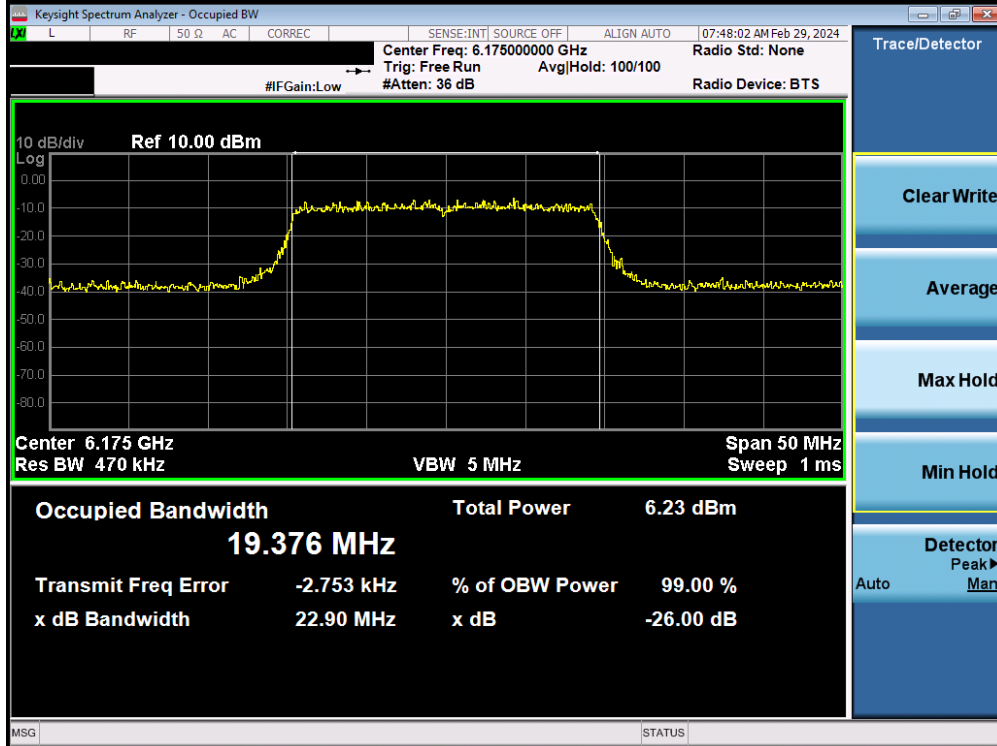 Keysight Spectrum Analyzer - Occupied BW
LXI L RF 50 Ω AC CORREC SENSE:INT SOURCE OFF ALIGN AUTO 07:48:02 AM Feb 29, 2024
Center Freq: 6.175000000 GHz Radio Std: None
Trig: Free Run Avg|Hold: 100/100
#IFGain:Low #Atten: 36 dB Radio Device: BTS
Trace/Detector
10 dB/div Ref 10.00 dBm
Log
0.00
-10.0
-20.0
-30.0
-40.0
-50.0
-60.0
-70.0
-80.0
Center 6.175 GHz Span 50 MHz
Res BW 470 kHz VBW 5 MHz Sweep 1 ms
Occupied Bandwidth Total Power 6.23 dBm
19.376 MHz
Transmit Freq Error -2.753 kHz % of OBW Power 99.00 %
x dB Bandwidth 22.90 MHz x dB -26.00 dB
Clear Write
Average
Max Hold
Min Hold
Detector
Peak▶
Auto Man
MSG STATUS